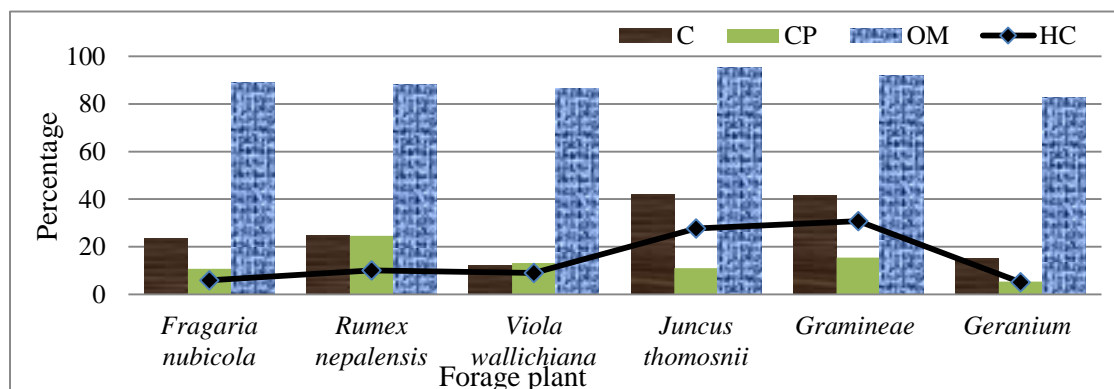 C CP OM HC
100
80
60
40
20
0
Percentage
Fragaria Rumex Viola Juncus Gramineae Geranium
nubicola nepalensis wallichiana thomosnii
Forage plant